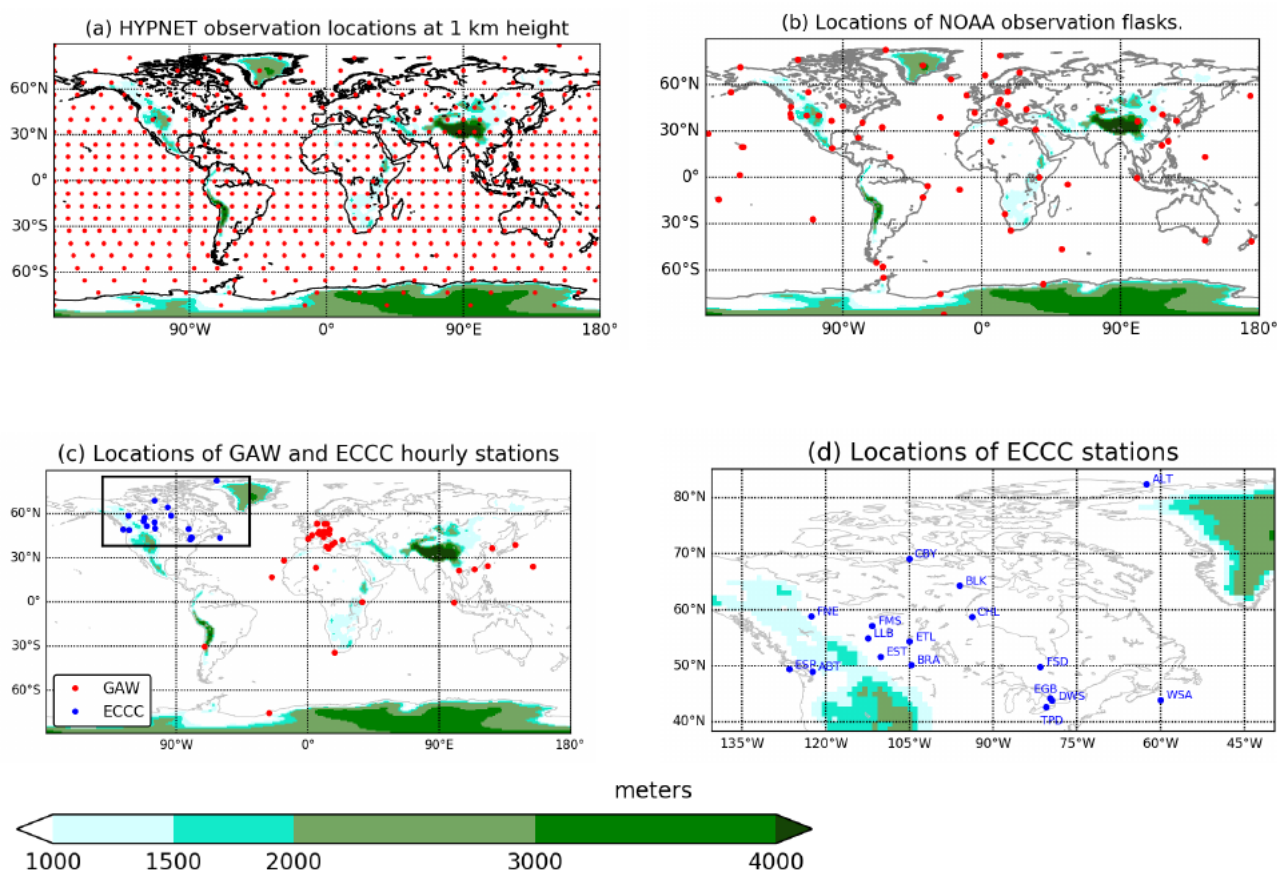 (a) HYPNET observation locations at 1 km height
60°N
30°N
0°
30°S
60°S
90°W 0° 90°E 180°
(b) Locations of NOAA observation flasks.
60°N
30°N
0°
30°S
60°S
90°W 0° 90°E 180°
(c) Locations of GAW and ECCC hourly stations
60°N
30°N
0°
30°S
60°S
GAW
ECCC
90°W 0° 90°E 180°
(d) Locations of ECCC stations
ALT
80°N
70°N
CBY
BLK
60°N
FNE
CHL
FMS
LLB
ETL
EST
BRA
50°N
ESP
ABT
FSD
EGB
DWS
WSA
40°N
TPD
135°W 120°W 105°W 90°W 75°W 60°W 45°W
meters
1000 1500 2000 3000 4000